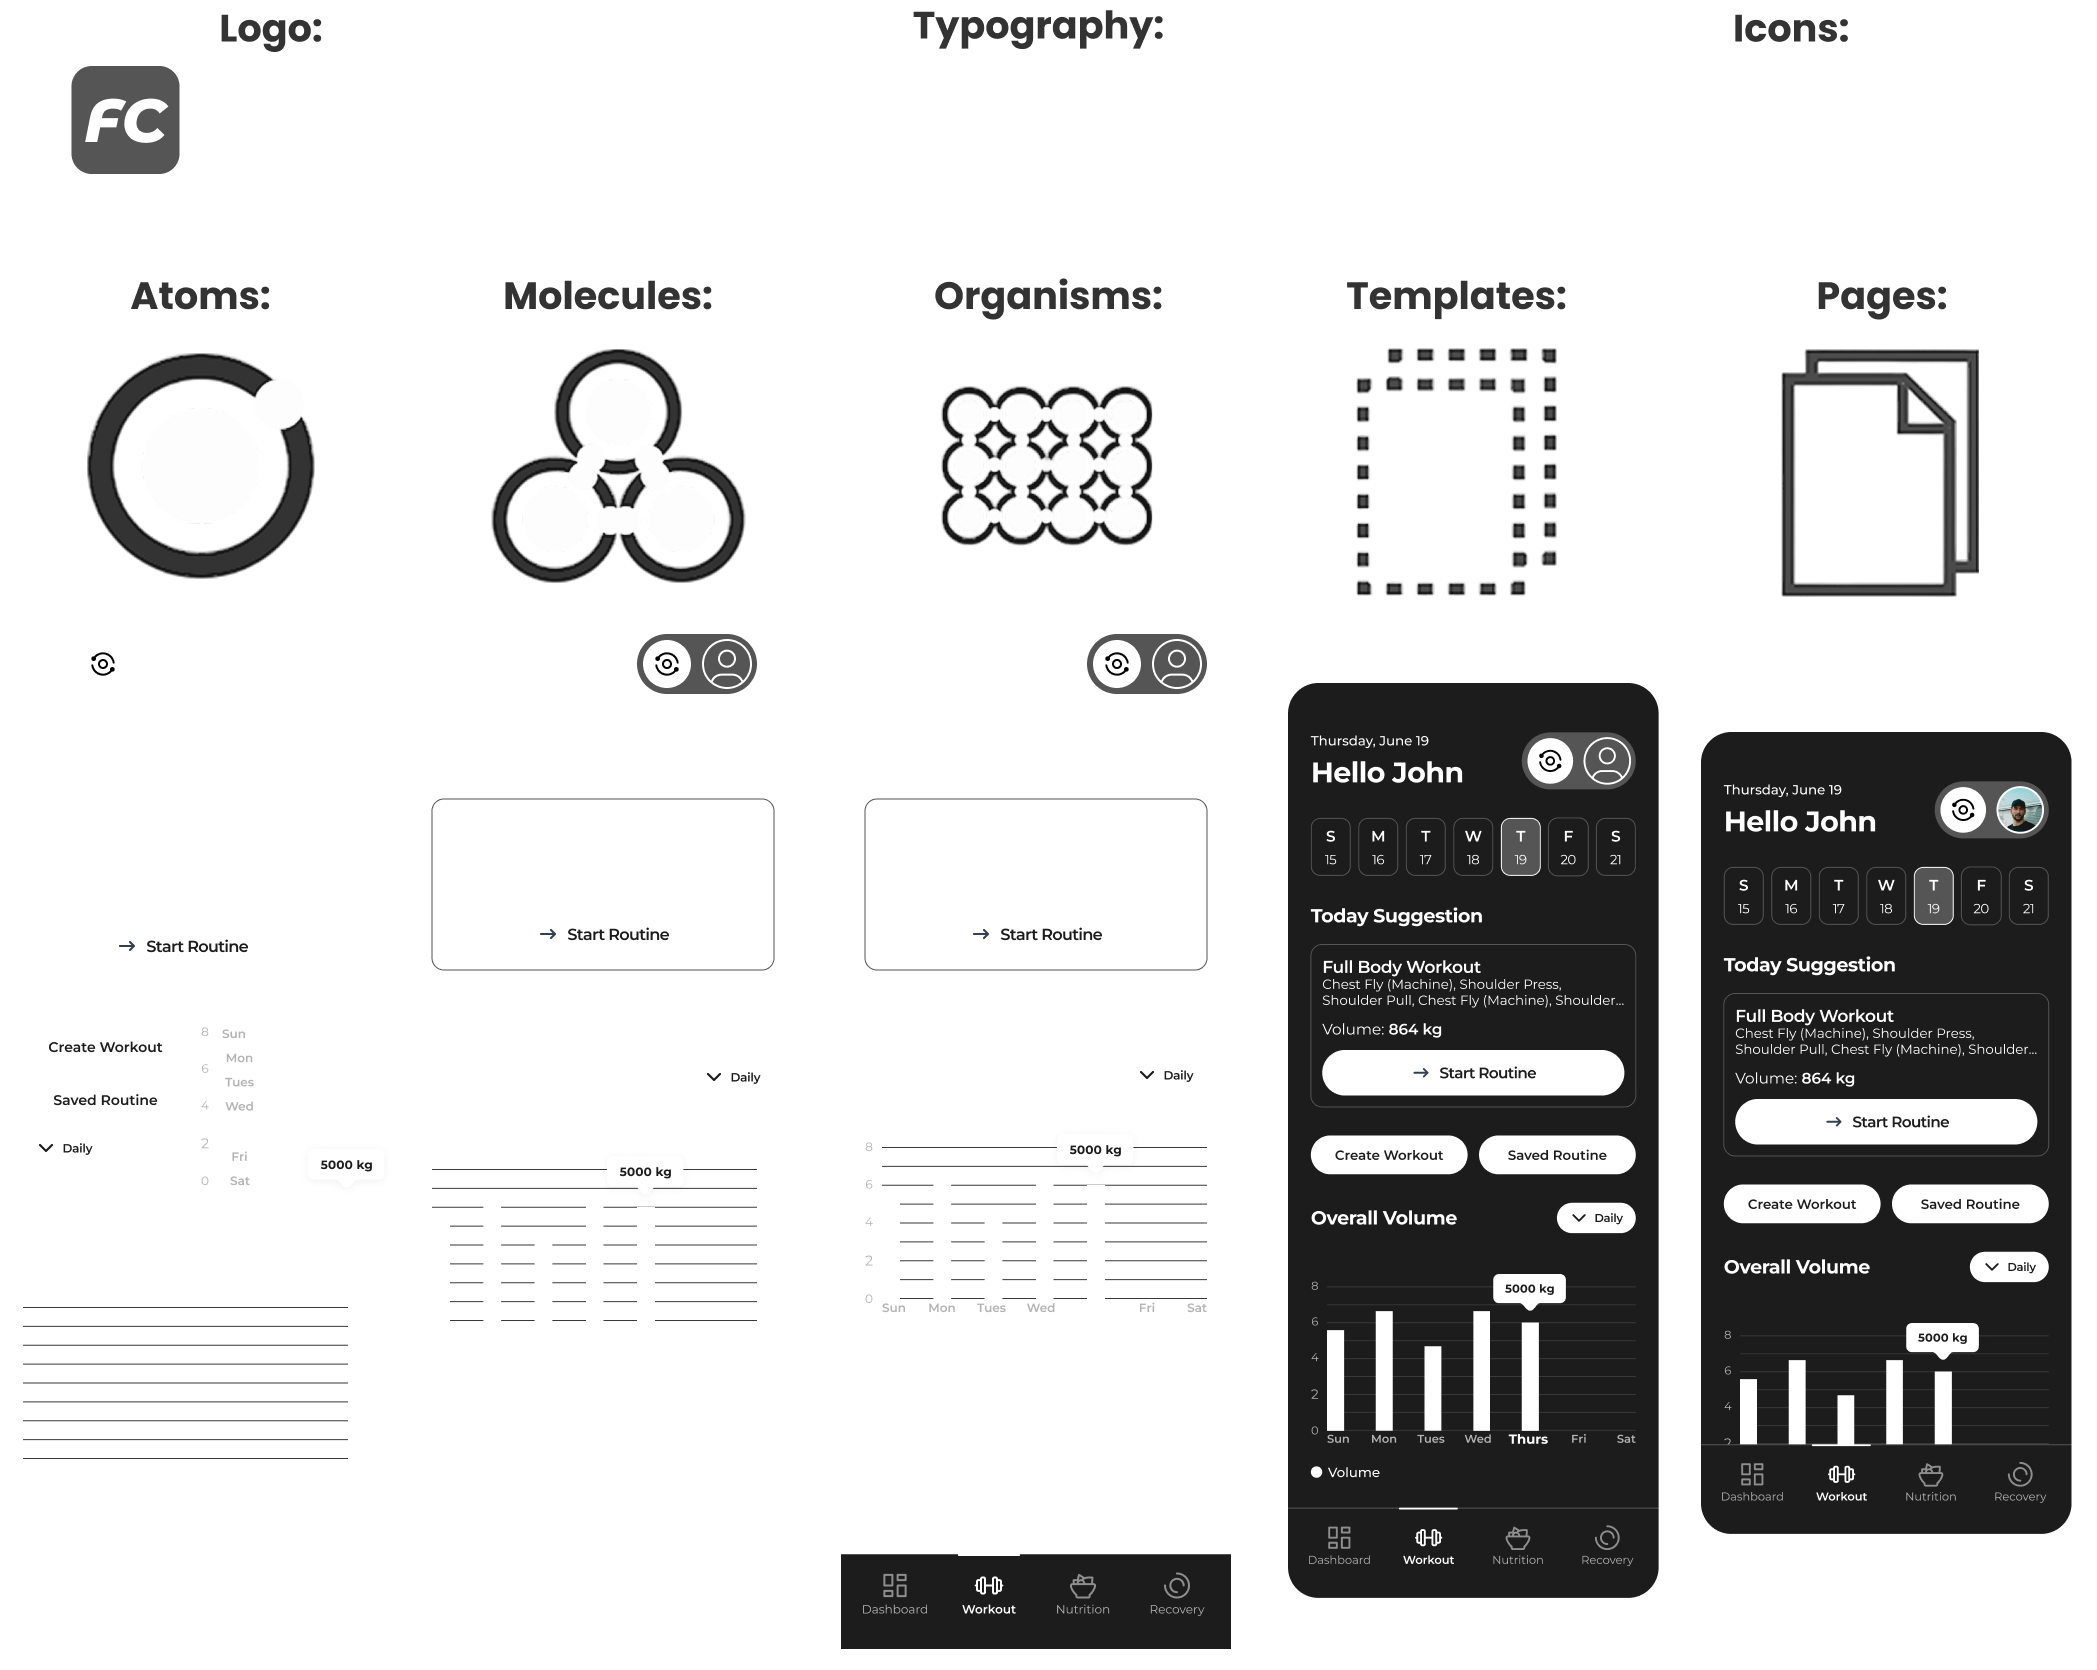 Logo:
Typography:
Icons:
FC
Atoms:
Molecules:
Organisms:
Templates:
Pages:
Start Routine
Create Workout
Saved Routine
Daily
8
6
4
2
0
Sun
Mon
Tues
Wed
Fri
Sat
5000 kg
Start Routine
Daily
5000 kg
Start Routine
Daily
5000 kg
8
6
4
2
0
Sun Mon Tues Wed Fri Sat
Dashboard Workout Nutrition Recovery
Thursday, June 19
Hello John
S M T W T F S
15 16 17 18 19 20 21
Today Suggestion
Full Body Workout
Chest Fly (Machine), Shoulder Press,
Shoulder Pull, Chest Fly (Machine), Shoulder...
Volume: 864 kg
Start Routine
Create Workout Saved Routine
Overall Volume Daily
5000 kg
8
6
4
2
0
Sun Mon Tues Wed Thurs Fri Sat
Volume
Dashboard Workout Nutrition Recovery
Thursday, June 19
Hello John
S M T W T F S
15 16 17 18 19 20 21
Today Suggestion
Full Body Workout
Chest Fly (Machine), Shoulder Press,
Shoulder Pull, Chest Fly (Machine), Shoulder...
Volume: 864 kg
Start Routine
Create Workout Saved Routine
Overall Volume Daily
5000 kg
8
6
4
2
Dashboard Workout Nutrition Recovery